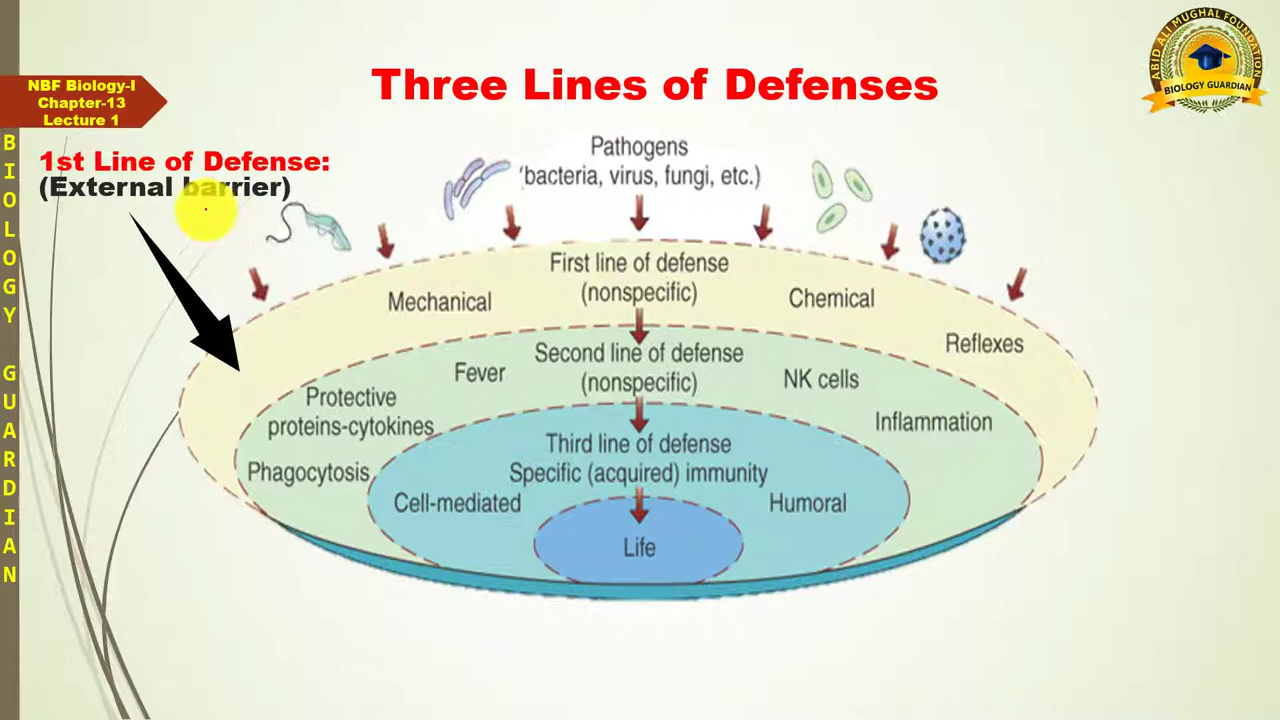 NBF Biology-I
Chapter-13
Lecture 1
BIOLOGY GUARDIAN
Three Lines of Defenses
ABID ALI MUGHAL FOUNDATION
BIOLOGY GUARDIAN
1st Line of Defense:
(External barrier)
Pathogens
(bacteria, virus, fungi, etc.)
First line of defense
(nonspecific)
Mechanical
Chemical
Reflexes
Second line of defense
(nonspecific)
Fever
NK cells
Protective
proteins-cytokines
Inflammation
Phagocytosis
Third line of defense
Specific (acquired) immunity
Cell-mediated
Humoral
Life